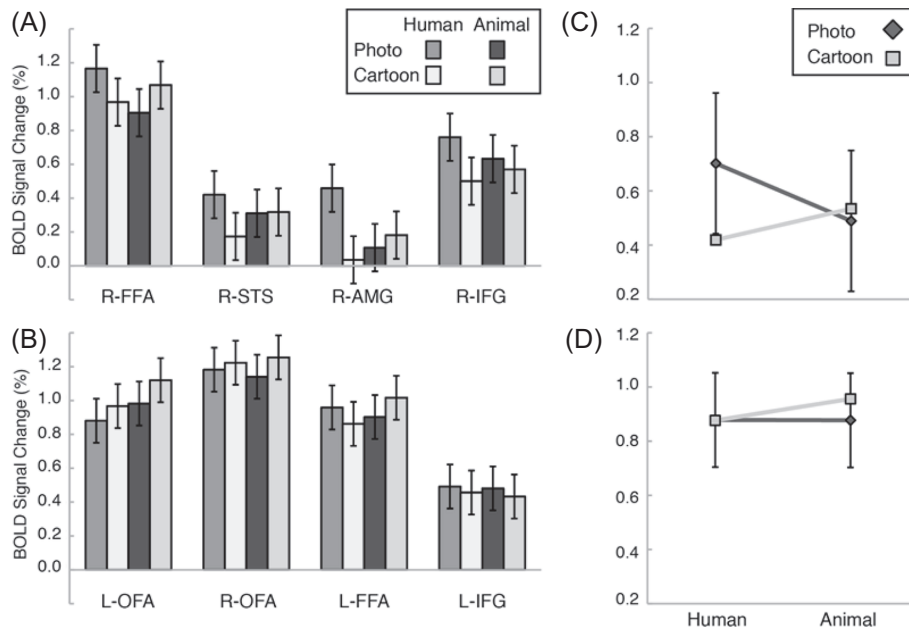 (A)
Human Animal
Photo
Cartoon
BOLD Signal Change (%)
1.2
1.0
0.8
0.6
0.4
0.2
0.0
R-FFA R-STS R-AMG R-IFG
(C)
Photo
Cartoon
1.2
1.0
0.8
0.6
0.4
0.2
(B)
BOLD Signal Change (%)
1.2
1.0
0.8
0.6
0.4
0.2
0.0
L-OFA R-OFA L-FFA L-IFG
(D)
1.2
1.0
0.8
0.6
0.4
0.2
Human Animal